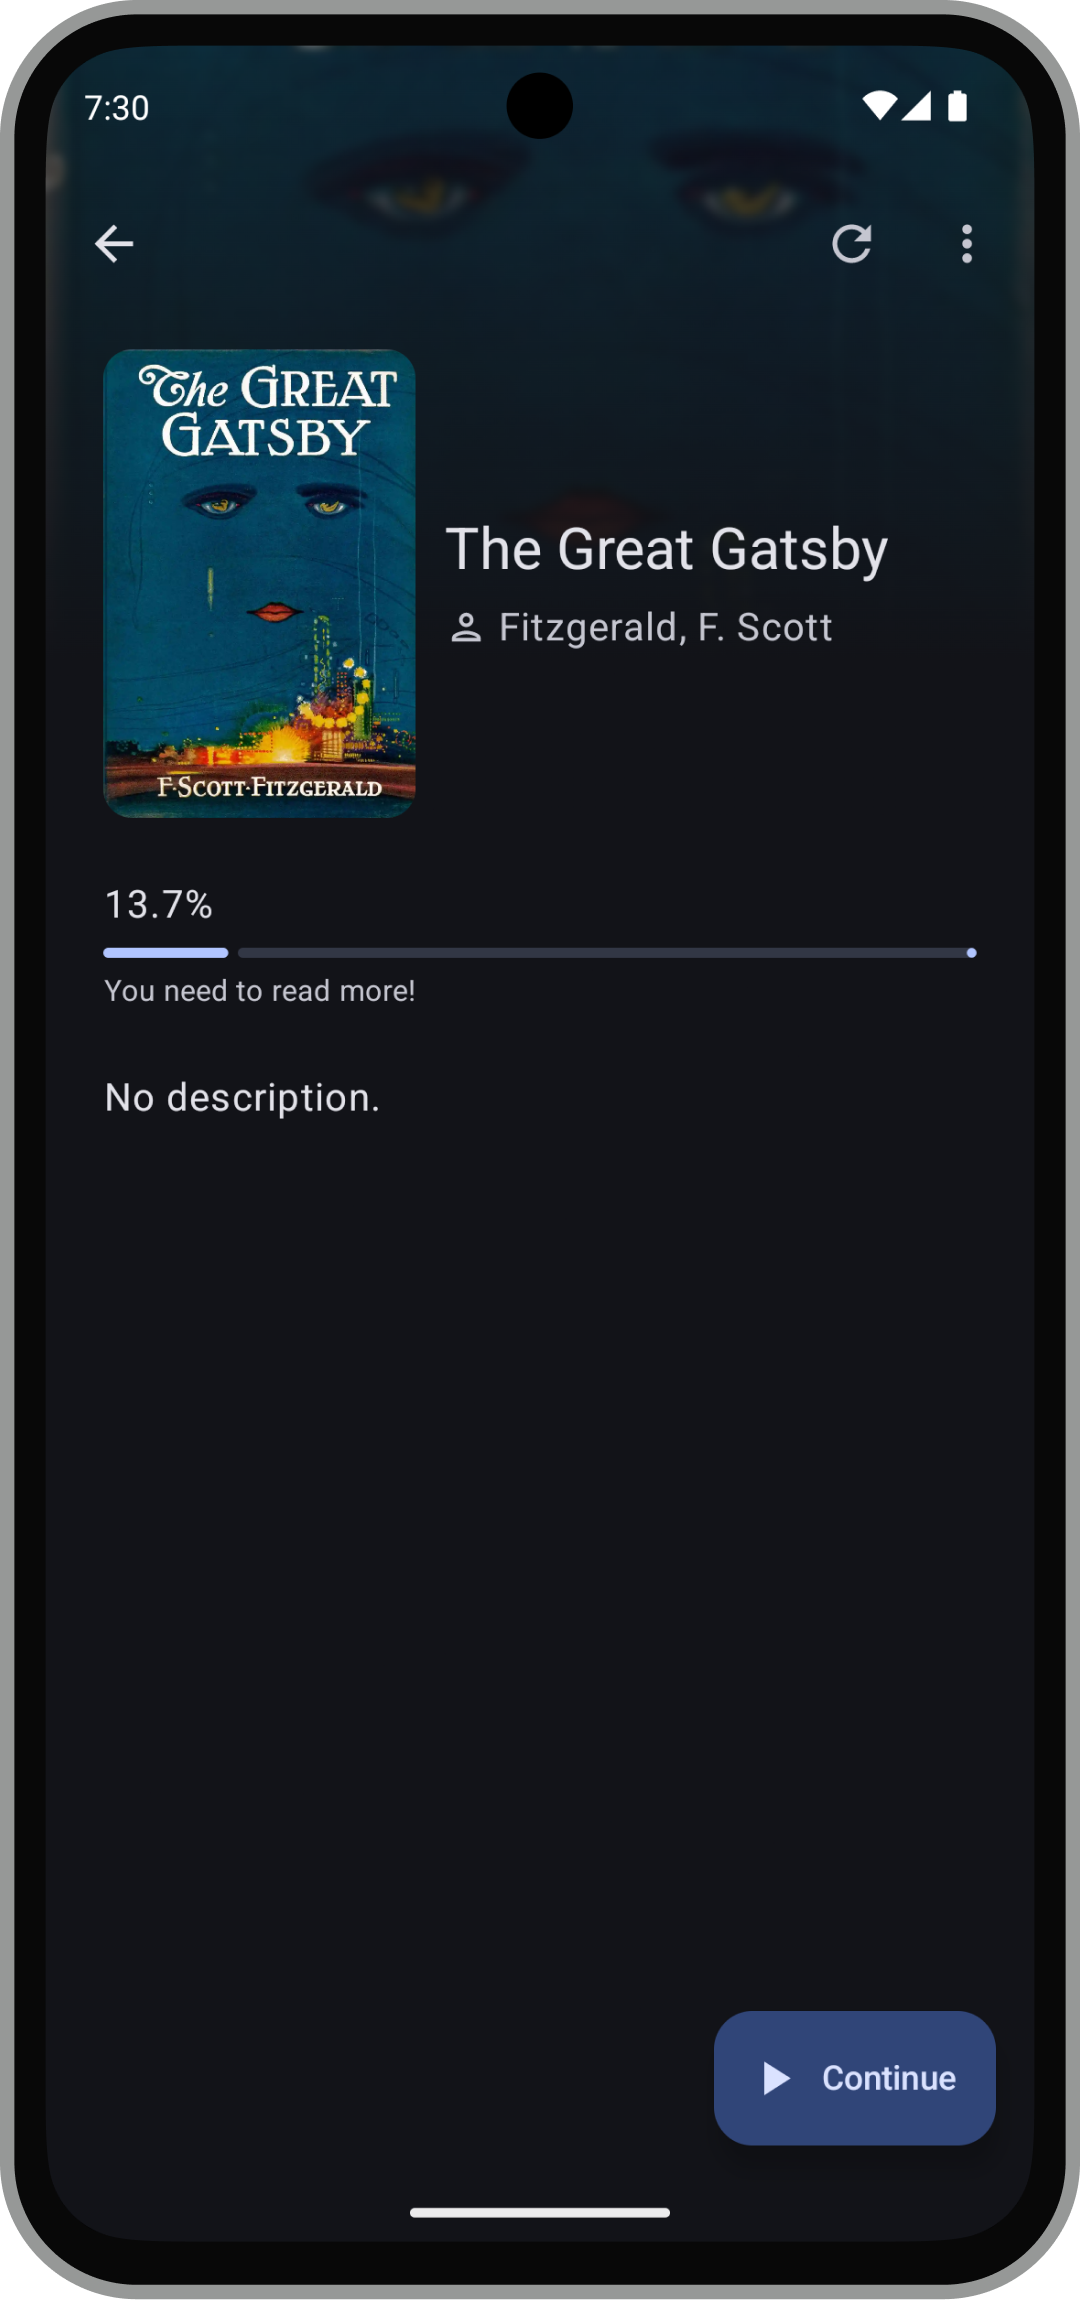 7:30
The GREAT
GATSBY
F·SCOTT·FITZGERALD
The Great Gatsby
Fitzgerald, F. Scott
13.7%
You need to read more!
No description.
Continue